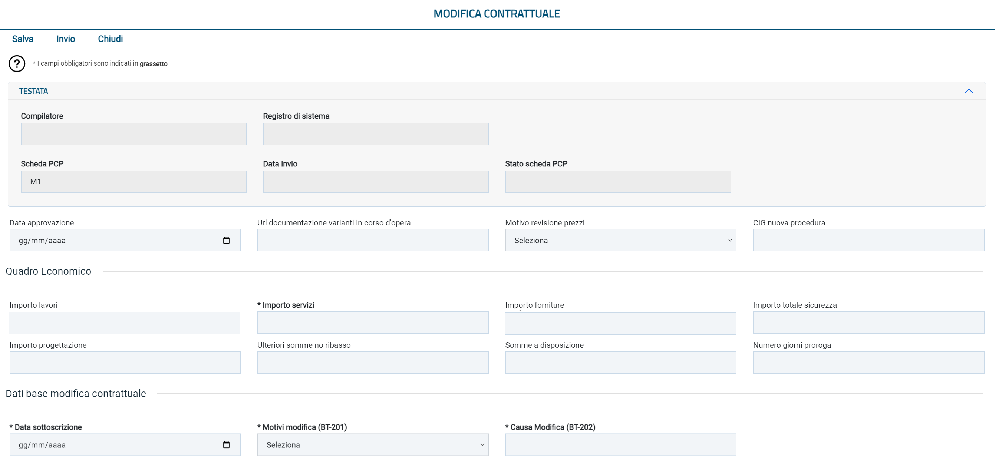 MODIFICA CONTRATTUALE
Salva Invio Chiudi
? * I campi obbligatori sono indicati in grassetto
TESTATA
Compilatore Registro di sistema
Scheda PCP Data invio Stato scheda PCP
M1
Data approvazione Url documentazione varianti in corso d'opera Motivo revisione prezzi CIG nuova procedura
gg/mm/aaaa Seleziona
Quadro Economico
Importo lavori * Importo servizi Importo forniture Importo totale sicurezza
Importo progettazione Ulteriori somme no ribasso Somme a disposizione Numero giorni proroga
Dati base modifica contrattuale
* Data sottoscrizione * Motivi modifica (BT-201) * Causa Modifica (BT-202)
gg/mm/aaaa Seleziona